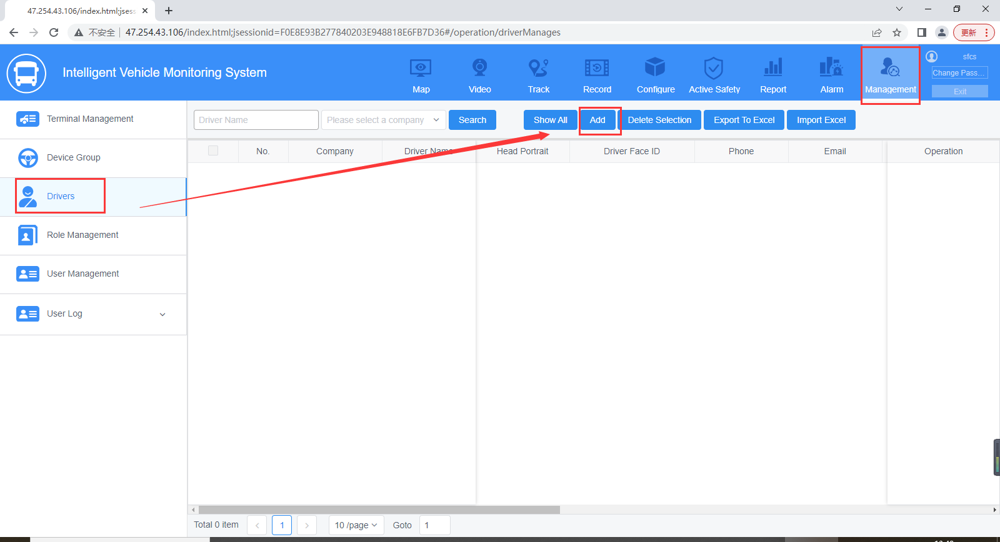 47.254.43.106/index.html;jsess
不安全
47.254.43.106/index.html;jsessionid=F0E8E93B277840203E948818E6FB7D36#/operation/driverManages
更新
Intelligent Vehicle Monitoring System
Map
Video
Track
Record
Configure
Active Safety
Report
Alarm
Management
sfcs
Change Pass...
Exit
Terminal Management
Device Group
Drivers
Role Management
User Management
User Log
Driver Name
Please select a company
Search
Show All
Add
Delete Selection
Export To Excel
Import Excel
No.
Company
Driver Name
Head Portrait
Driver Face ID
Phone
Email
Operation
Total 0 item
1
10 /page
Goto
1